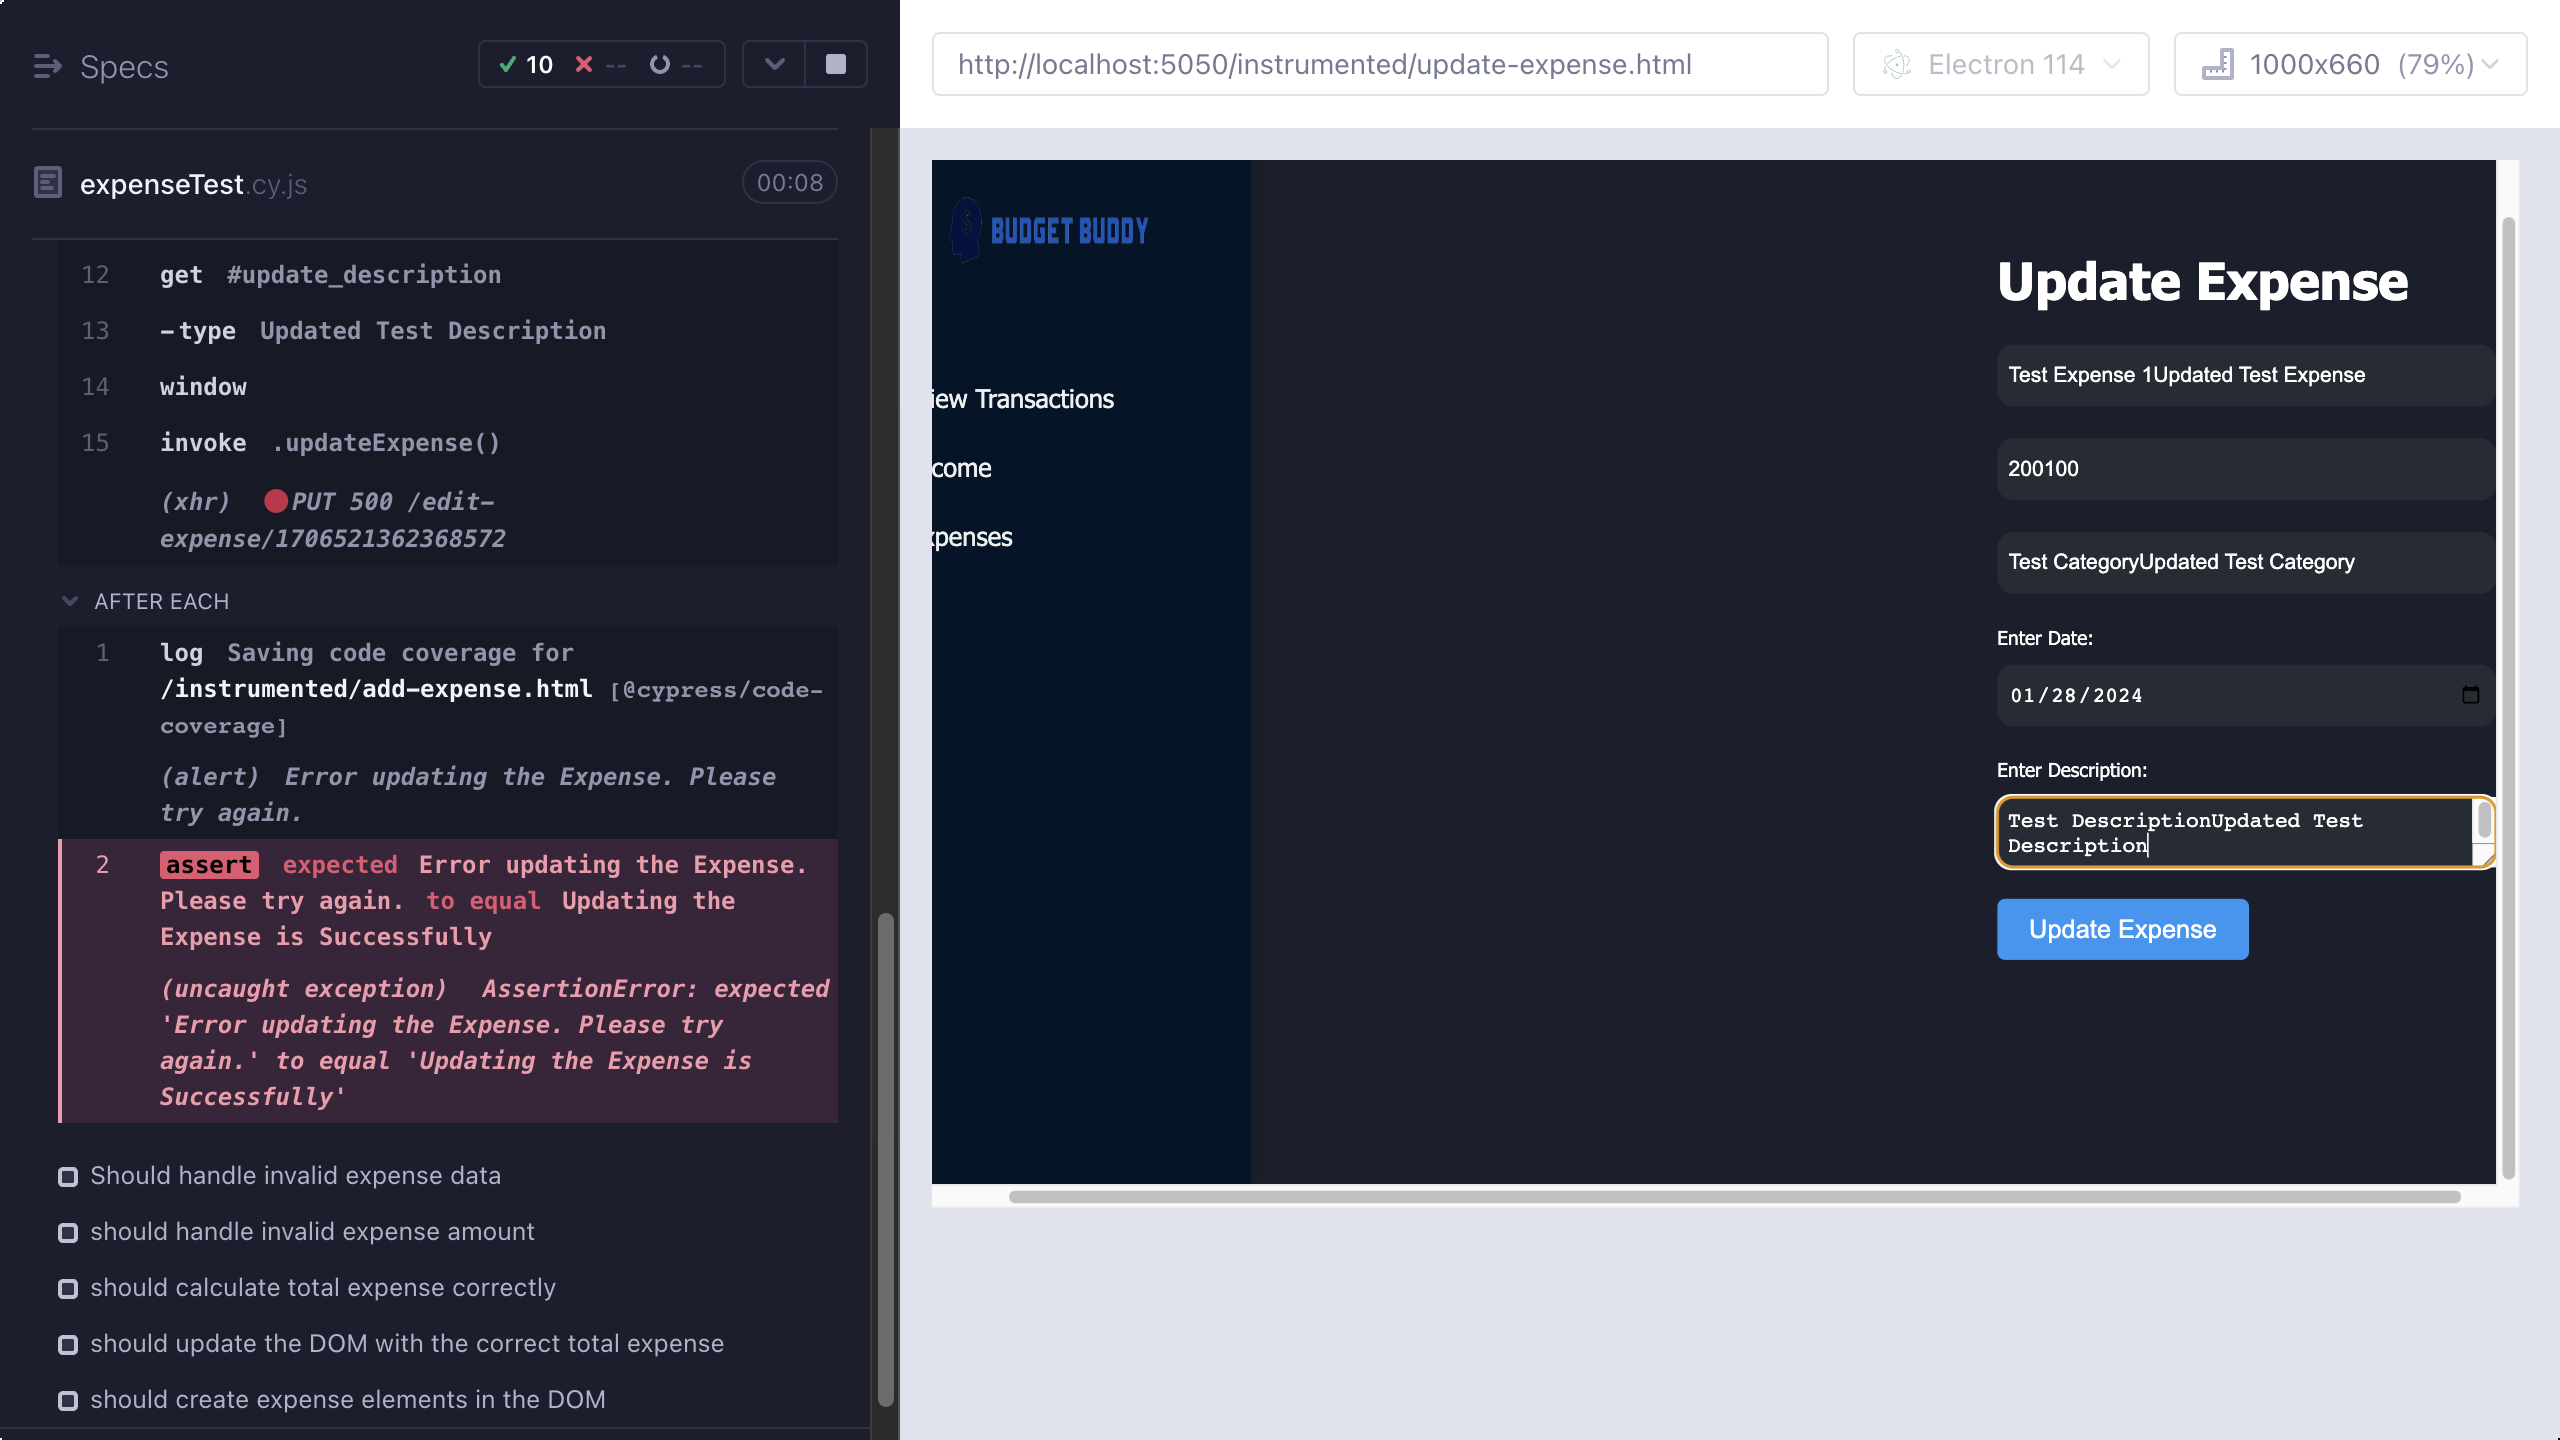 Specs
10 -- --
expenseTest.cy.js
00:08
12 get #update_description
13 -type Updated Test Description
14 window
15 invoke .updateExpense()
(xhr) PUT 500 /edit-
expense/1706521362368572
AFTER EACH
1 log Saving code coverage for
/instrumented/add-expense.html [@cypress/code-
coverage]
(alert) Error updating the Expense. Please
try again.
2 assert expected Error updating the Expense.
Please try again. to equal Updating the
Expense is Successfully
(uncaught exception) AssertionError: expected
'Error updating the Expense. Please try
again.' to equal 'Updating the Expense is
Successfully'
Should handle invalid expense data
should handle invalid expense amount
should calculate total expense correctly
should update the DOM with the correct total expense
should create expense elements in the DOM
http://localhost:5050/instrumented/update-expense.html
Electron 114
1000x660 (79%)
BUDGET BUDDY
iew Transactions
come
xpenses
Update Expense
Test Expense 1Updated Test Expense
200100
Test CategoryUpdated Test Category
Enter Date:
01/28/2024
Enter Description:
Test DescriptionUpdated Test
Description
Update Expense